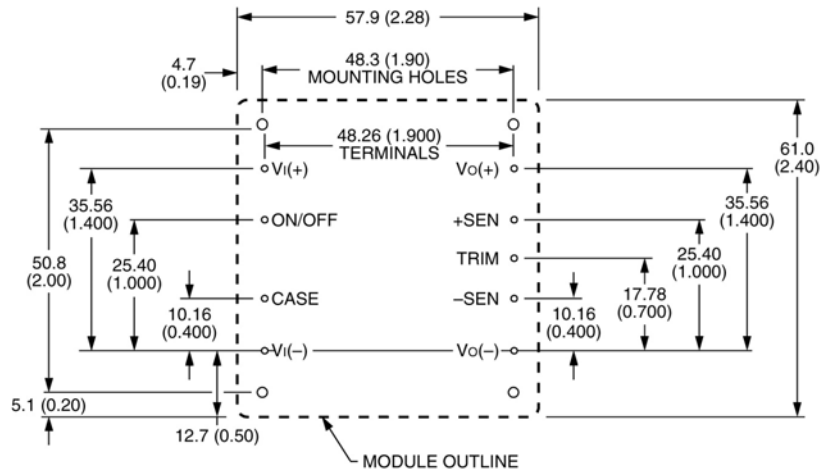 57.9 (2.28)
4.7
(0.19)
48.3 (1.90)
MOUNTING HOLES
48.26 (1.900)
TERMINALS
61.0
(2.40)
VI(+)
VO(+)
35.56
(1.400)
35.56
(1.400)
ON/OFF
+SEN
50.8
(2.00)
25.40
(1.000)
TRIM
25.40
(1.000)
CASE
–SEN
10.16
(0.400)
10.16
(0.400)
17.78
(0.700)
VI(–)
VO(–)
5.1 (0.20)
12.7 (0.50)
MODULE OUTLINE